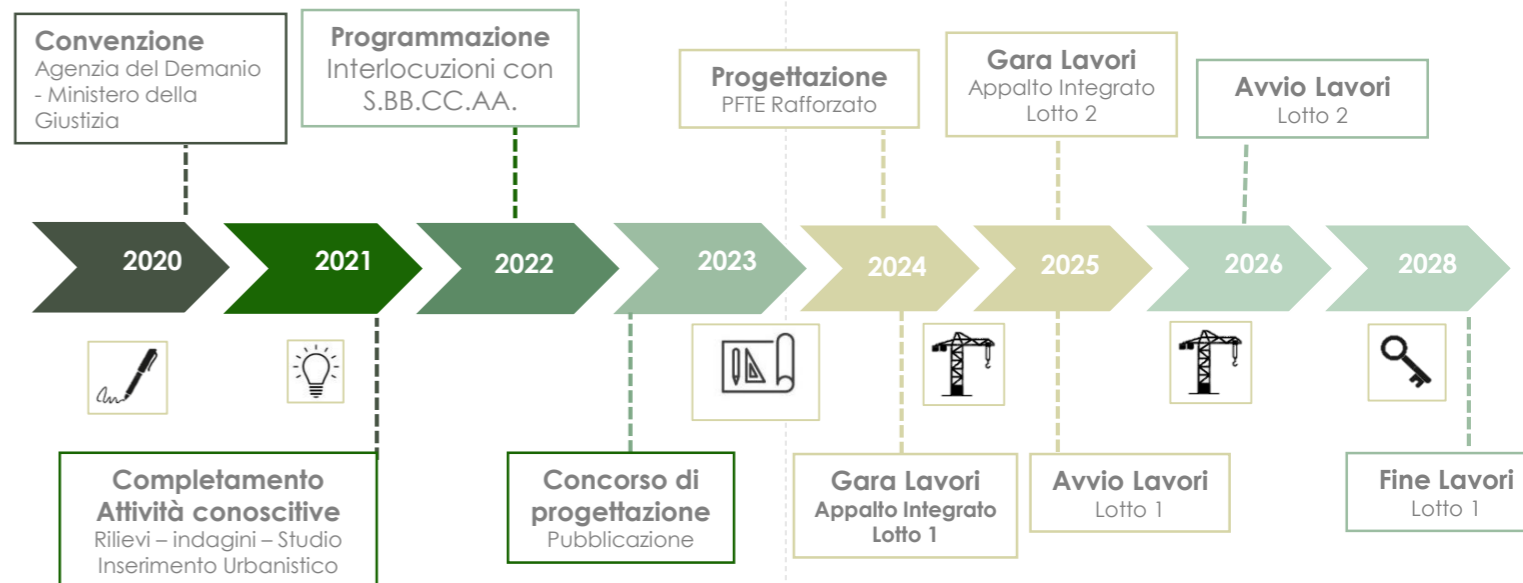 Convenzione
Agenzia del Demanio
- Ministero della
Giustizia
Programmazione
Interlocuzioni con
S.BB.CC.AA.
Progettazione
PFTE Rafforzato
Gara Lavori
Appalto Integrato
Lotto 2
Avvio Lavori
Lotto 2
2020
2021
2022
2023
2024
2025
2026
2028
Completamento
Attività conoscitive
Rilievi – indagini – Studio
Inserimento Urbanistico
Concorso di
progettazione
Pubblicazione
Gara Lavori
Appalto Integrato
Lotto 1
Avvio Lavori
Lotto 1
Fine Lavori
Lotto 1